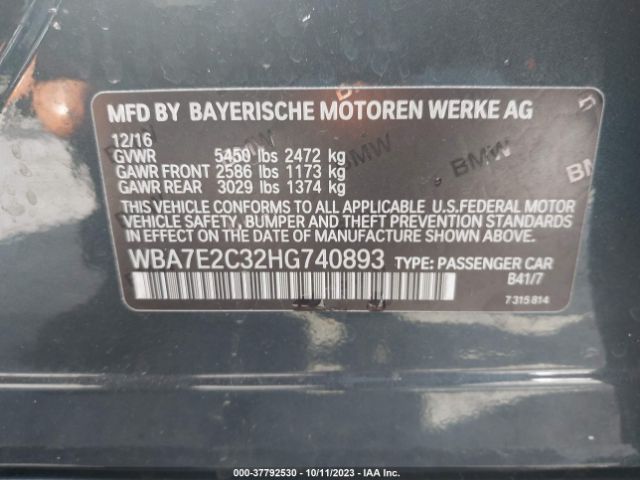 MFD BY BAYERISCHE MOTOREN WERKE AG
12/16
GVWR 5450 lbs 2472 kg
GAWR FRONT 2586 lbs 1173 kg
GAWR REAR 3029 lbs 1374 kg
THIS VEHICLE CONFORMS TO ALL APPLICABLE U.S.FEDERAL MOTOR
VEHICLE SAFETY, BUMPER AND THEFT PREVENTION STANDARDS
IN EFFECT ON THE DATE OF MANUFACTURE SHOWN ABOVE.
WBA7E2C32HG740893 TYPE: PASSENGER CAR
B41/7
7 315 814
BMW
BMW
BMW
000-37792530 - 10/11/2023 - IAA Inc.